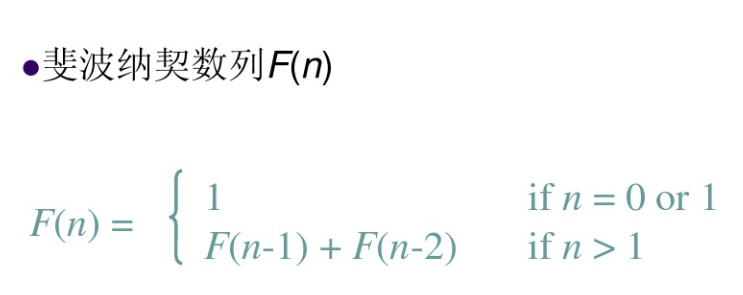 ●斐波纳契数列F(n)
F(n) = { 1 if n = 0 or 1
F(n-1) + F(n-2) if n > 1